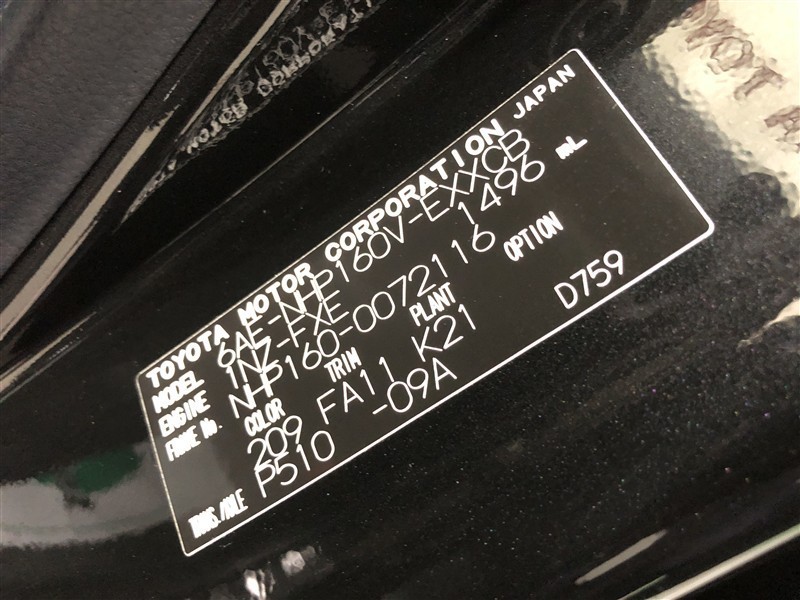 TOYOTA MOTOR CORPORATION JAPAN
MODEL 6AE-NHP160V-EXXCB
ENGINE 1NZ-FXE 1496 mL
FRAME No. NHP160-0072116
COLOR TRIM PLANT OPTION
209 FA11 K21 D759
TRANS./AXLE P510 -09A